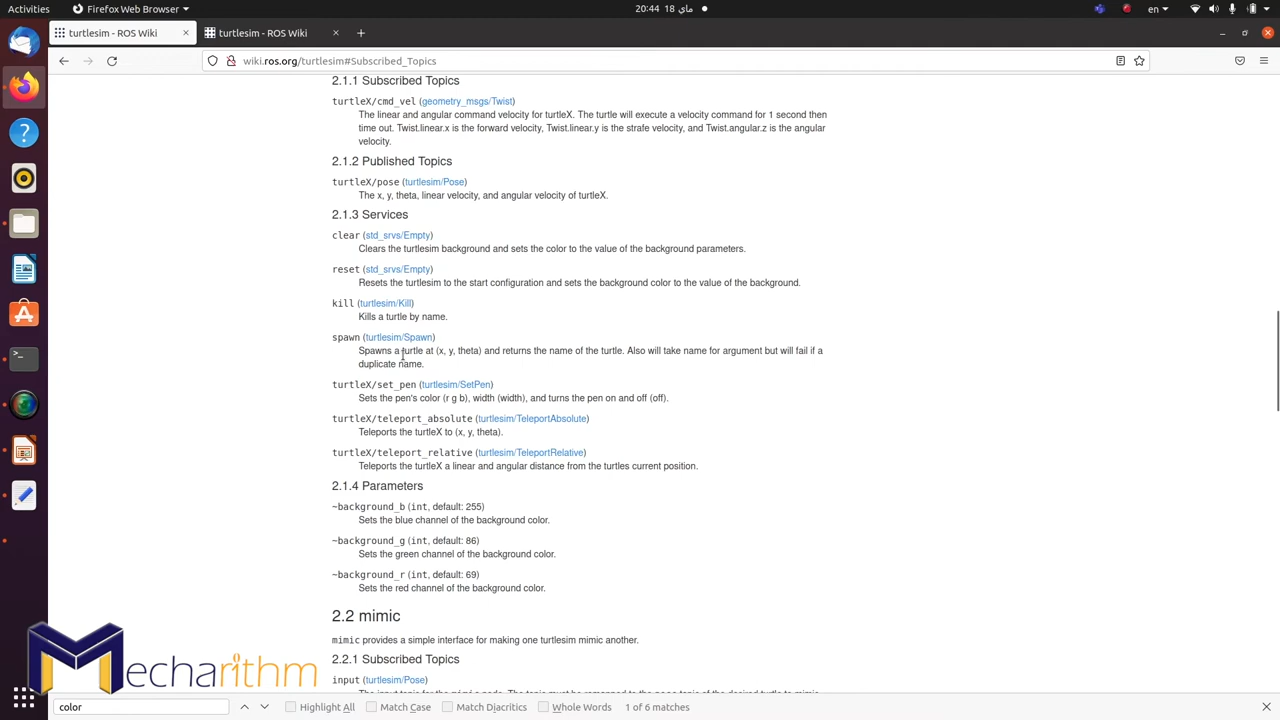 Activities Firefox Web Browser 20:44 18 ماي en
turtlesim - ROS Wiki turtlesim - ROS Wiki
wiki.ros.org/turtlesim#Subscribed_Topics
2.1.1 Subscribed Topics
turtleX/cmd_vel (geometry_msgs/Twist)
The linear and angular command velocity for turtleX. The turtle will execute a velocity command for 1 second then
time out. Twist.linear.x is the forward velocity, Twist.linear.y is the strafe velocity, and Twist.angular.z is the angular
velocity.
2.1.2 Published Topics
turtleX/pose (turtlesim/Pose)
The x, y, theta, linear velocity, and angular velocity of turtleX.
2.1.3 Services
clear (std_srvs/Empty)
Clears the turtlesim background and sets the color to the value of the background parameters.
reset (std_srvs/Empty)
Resets the turtlesim to the start configuration and sets the background color to the value of the background.
kill (turtlesim/Kill)
Kills a turtle by name.
spawn (turtlesim/Spawn)
Spawns a turtle at (x, y, theta) and returns the name of the turtle. Also will take name for argument but will fail if a
duplicate name.
turtleX/set_pen (turtlesim/SetPen)
Sets the pen's color (r g b), width (width), and turns the pen on and off (off).
turtleX/teleport_absolute (turtlesim/TeleportAbsolute)
Teleports the turtleX to (x, y, theta).
turtleX/teleport_relative (turtlesim/TeleportRelative)
Teleports the turtleX a linear and angular distance from the turtles current position.
2.1.4 Parameters
~background_b (int, default: 255)
Sets the blue channel of the background color.
~background_g (int, default: 86)
Sets the green channel of the background color.
~background_r (int, default: 69)
Sets the red channel of the background color.
2.2 mimic
mimic provides a simple interface for making one turtlesim mimic another.
2.2.1 Subscribed Topics
input (turtlesim/Pose)
Mecharithm
color Highlight All Match Case Match Diacritics Whole Words 1 of 6 matches